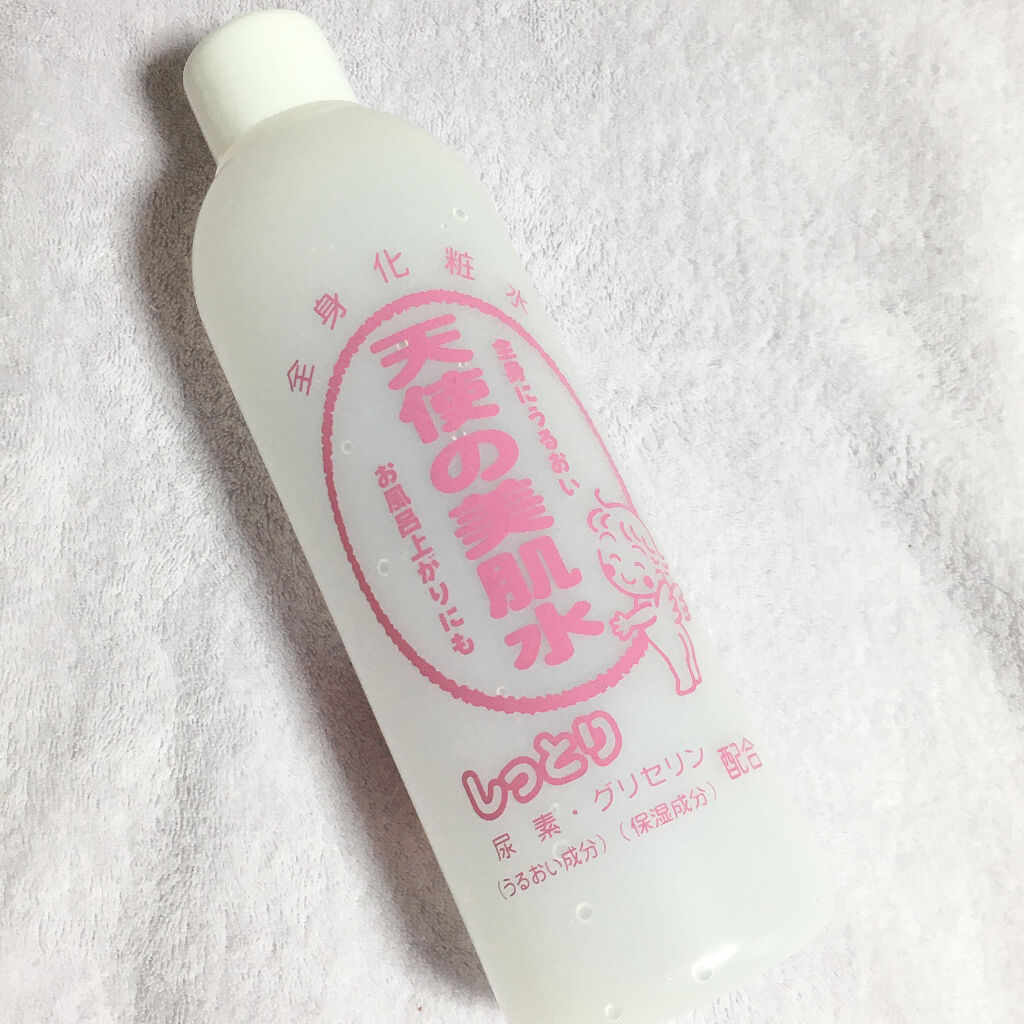 全身化粧水
全身にうるおい
天使の美肌水
お風呂上がりにも
しっとり
尿素・グリセリン配合
(うるおい成分)(保湿成分)